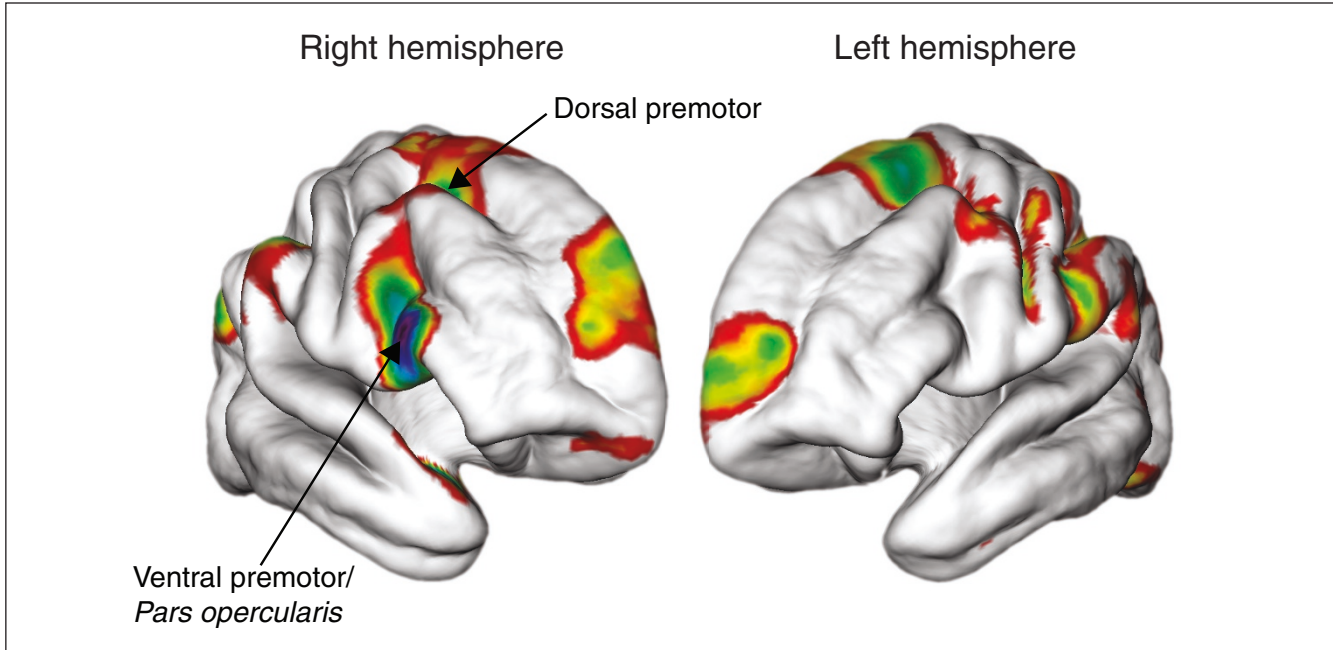 Right hemisphere
Left hemisphere
Dorsal premotor
Ventral premotor/
Pars opercularis